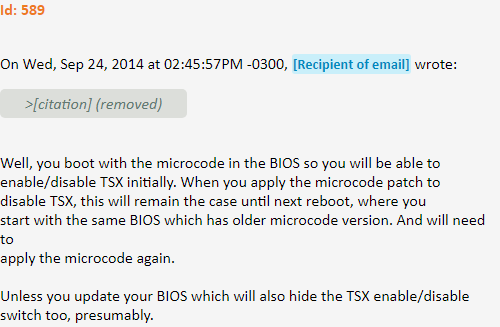 Id: 589
On Wed, Sep 24, 2014 at 02:45:57PM -0300, [Recipient of email] wrote:
>[citation] (removed)
Well, you boot with the microcode in the BIOS so you will be able to
enable/disable TSX initially. When you apply the microcode patch to
disable TSX, this will remain the case until next reboot, where you
start with the same BIOS which has older microcode version. And will need
to
apply the microcode again.
Unless you update your BIOS which will also hide the TSX enable/disable
switch too, presumably.